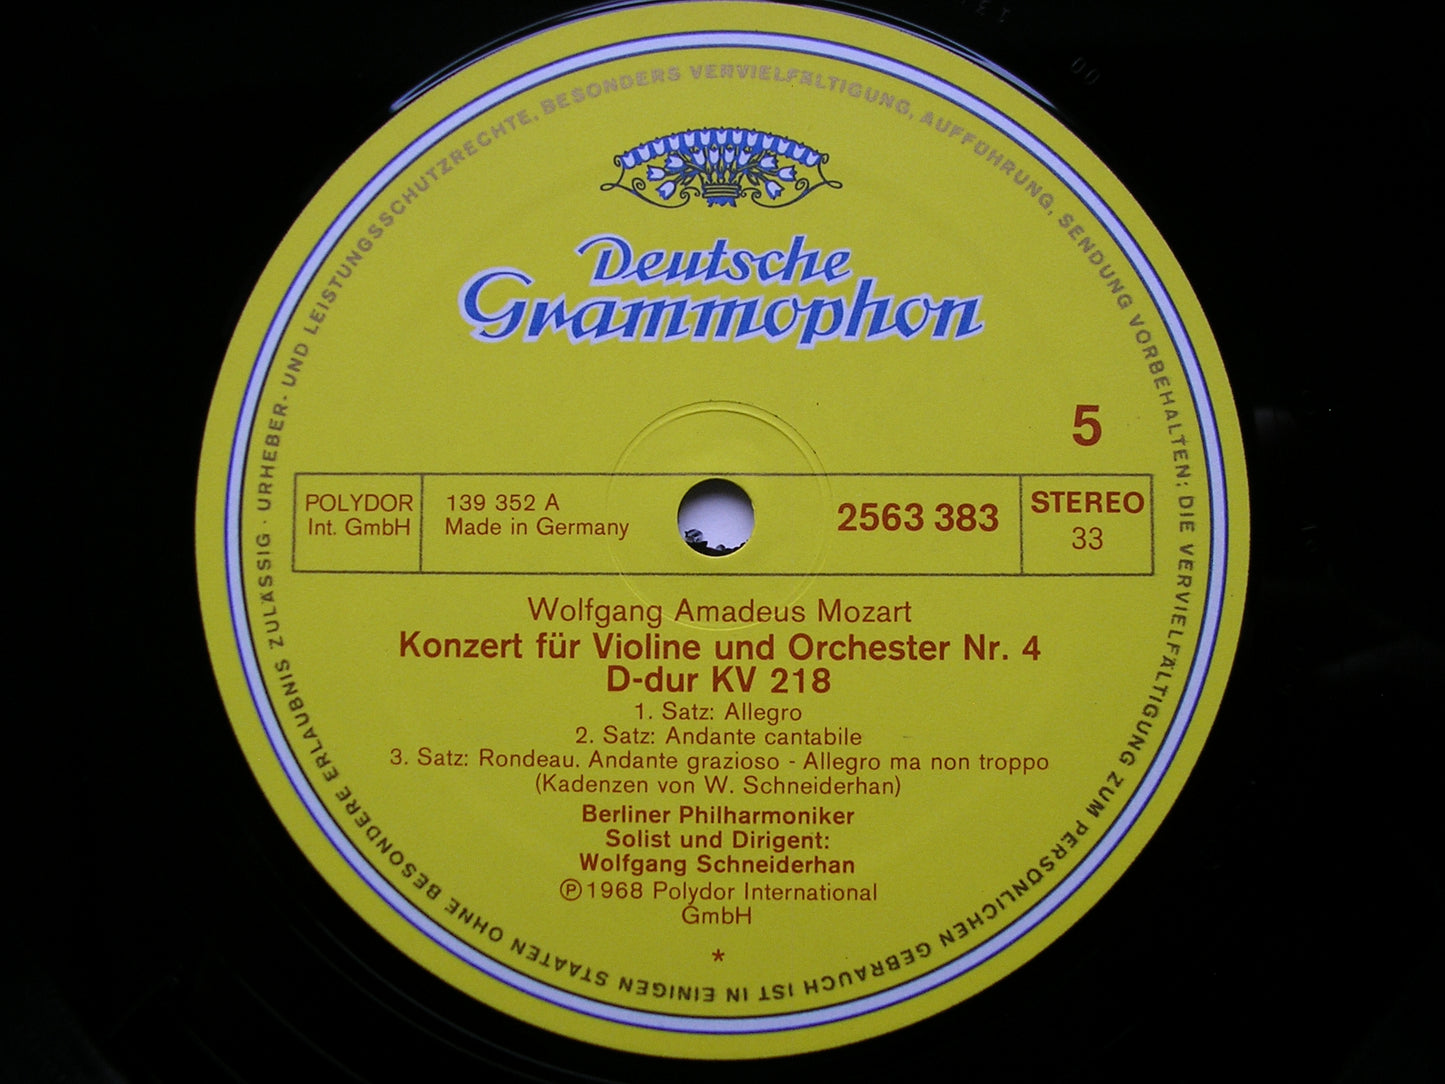 URHEBER- UND LEISTUNGSSCHUTZRECHTE, BESONDERS VERVIELFÄLTIGUNG, AUFFÜHRUNG, SENDUNG VORBEHALTEN; DIE VERVIELFÄLTIGUNG ZUM PERSÖNLICHEN GEBRAUCH IST IN EINIGEN STAATEN OHNE BESONDERE ERLAUBNIS ZULÄSSIG ·
Deutsche
Grammophon
5
POLYDOR
Int. GmbH
139 352 A
Made in Germany
2563 383
STEREO
33
Wolfgang Amadeus Mozart
Konzert für Violine und Orchester Nr. 4
D-dur KV 218
1. Satz: Allegro
2. Satz: Andante cantabile
3. Satz: Rondeau. Andante grazioso - Allegro ma non troppo
(Kadenzen von W. Schneiderhan)
Berliner Philharmoniker
Solist und Dirigent:
Wolfgang Schneiderhan
℗ 1968 Polydor International
GmbH
*